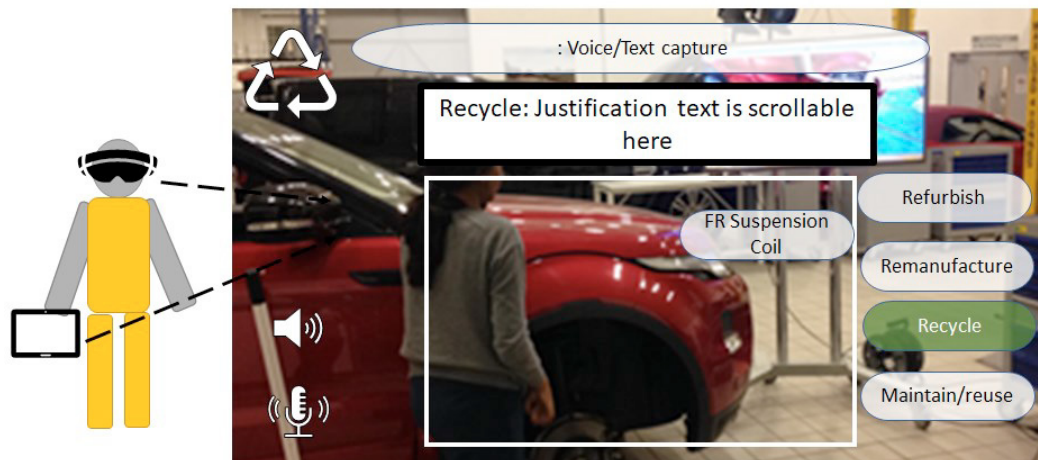 : Voice/Text capture
Recycle: Justification text is scrollable
here
FR Suspension
Coil
Refurbish
Remanufacture
Recycle
Maintain/reuse